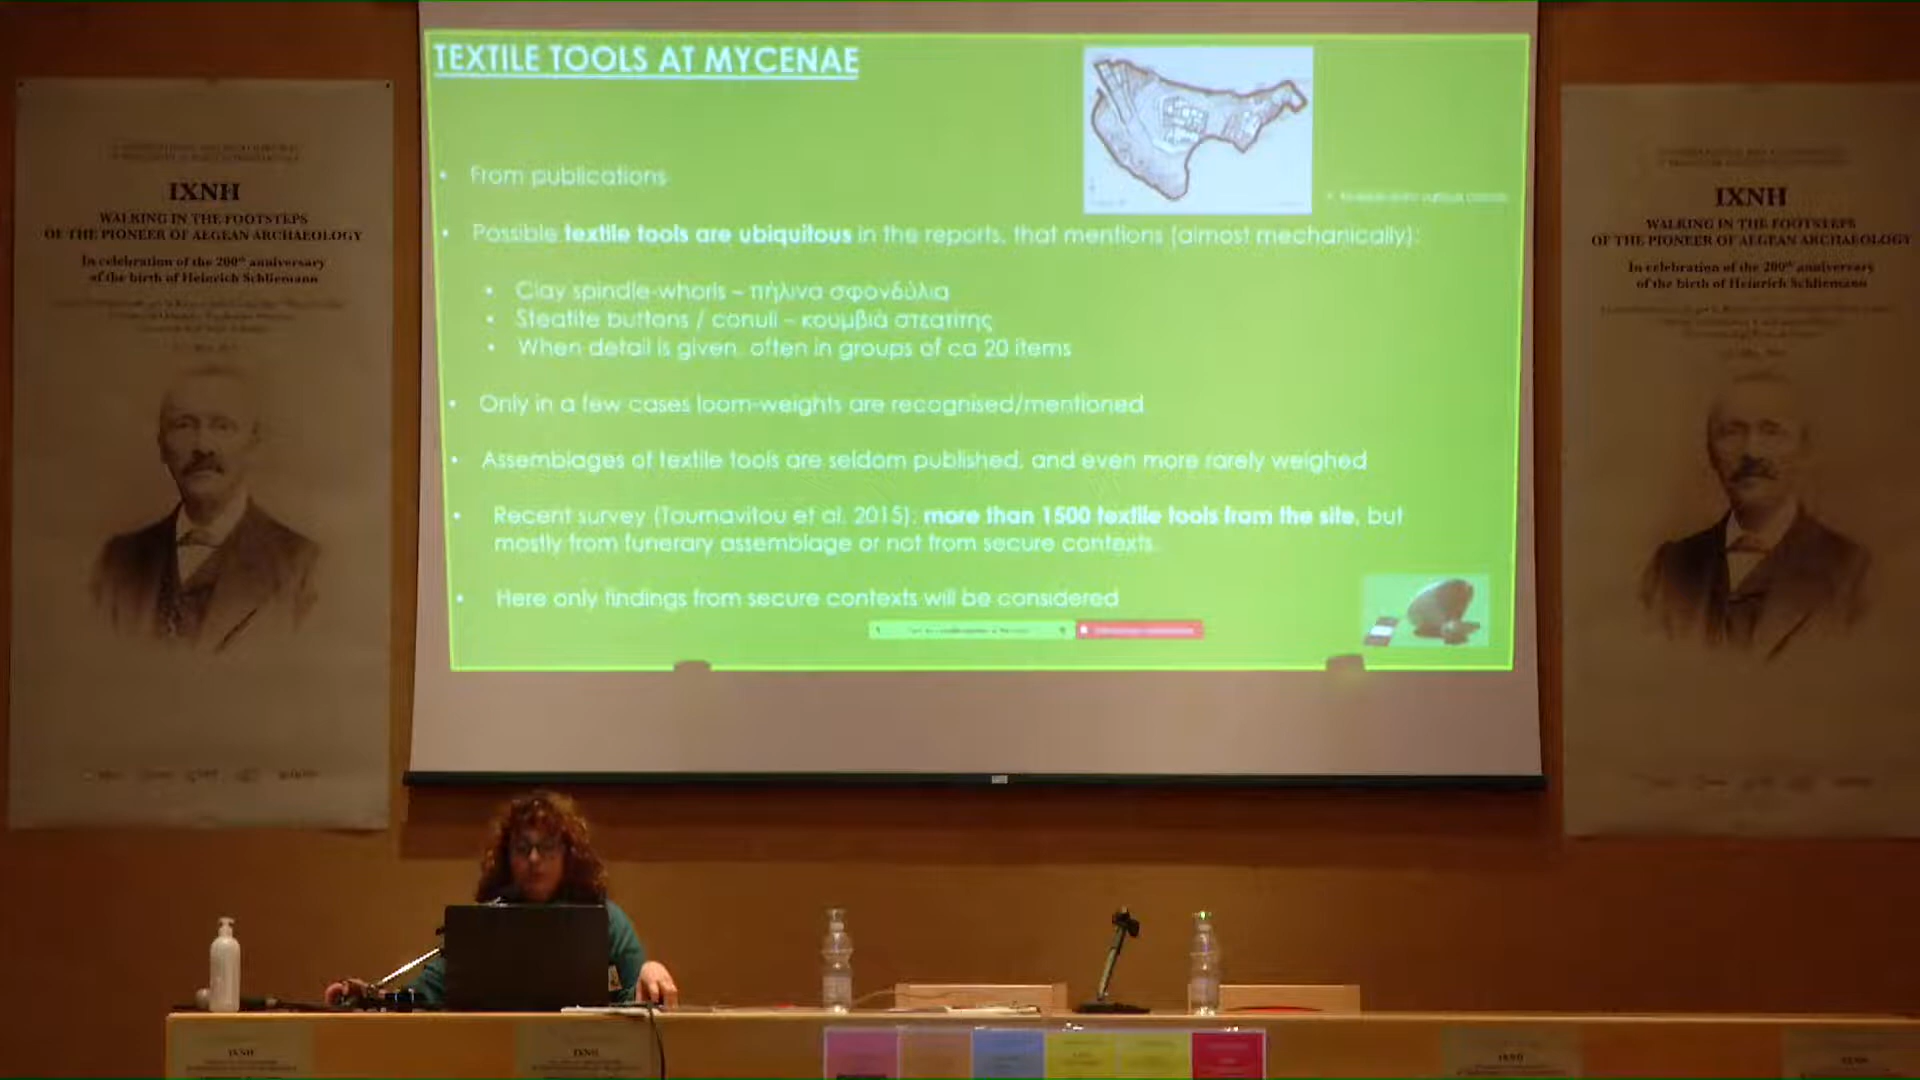 TEXTILE TOOLS AT MYCENAE
• From publications
• Possible textile tools are ubiquitous in the reports, that mentions (almost mechanically):
• Clay spindle-whorls – πήλινα σφονδύλια
• Steatite buttons / conuli – κουμβιά στεατίτης
• When detail is given, often in groups of ca 20 items
• Only in a few cases loom-weights are recognised/mentioned
• Assemblages of textile tools are seldom published, and even more rarely weighed
• Recent survey (Tournavitou et al. 2015): more than 1500 textile tools from the site, but
mostly from funerary assemblage or not from secure contexts
• Here only findings from secure contexts will be considered
ΙΧΝΗ
WALKING IN THE FOOTSTEPS
OF THE PIONEER OF AEGEAN ARCHAEOLOGY
In celebration of the 200th anniversary
of the birth of Heinrich Schliemann
ΙΧΝΗ
WALKING IN THE FOOTSTEPS
OF THE PIONEER OF AEGEAN ARCHAEOLOGY
In celebration of the 200th anniversary
of the birth of Heinrich Schliemann
ΙΧΝΗ
ΙΧΝΗ
ΙΧΝΗ
ΙΧΝΗ